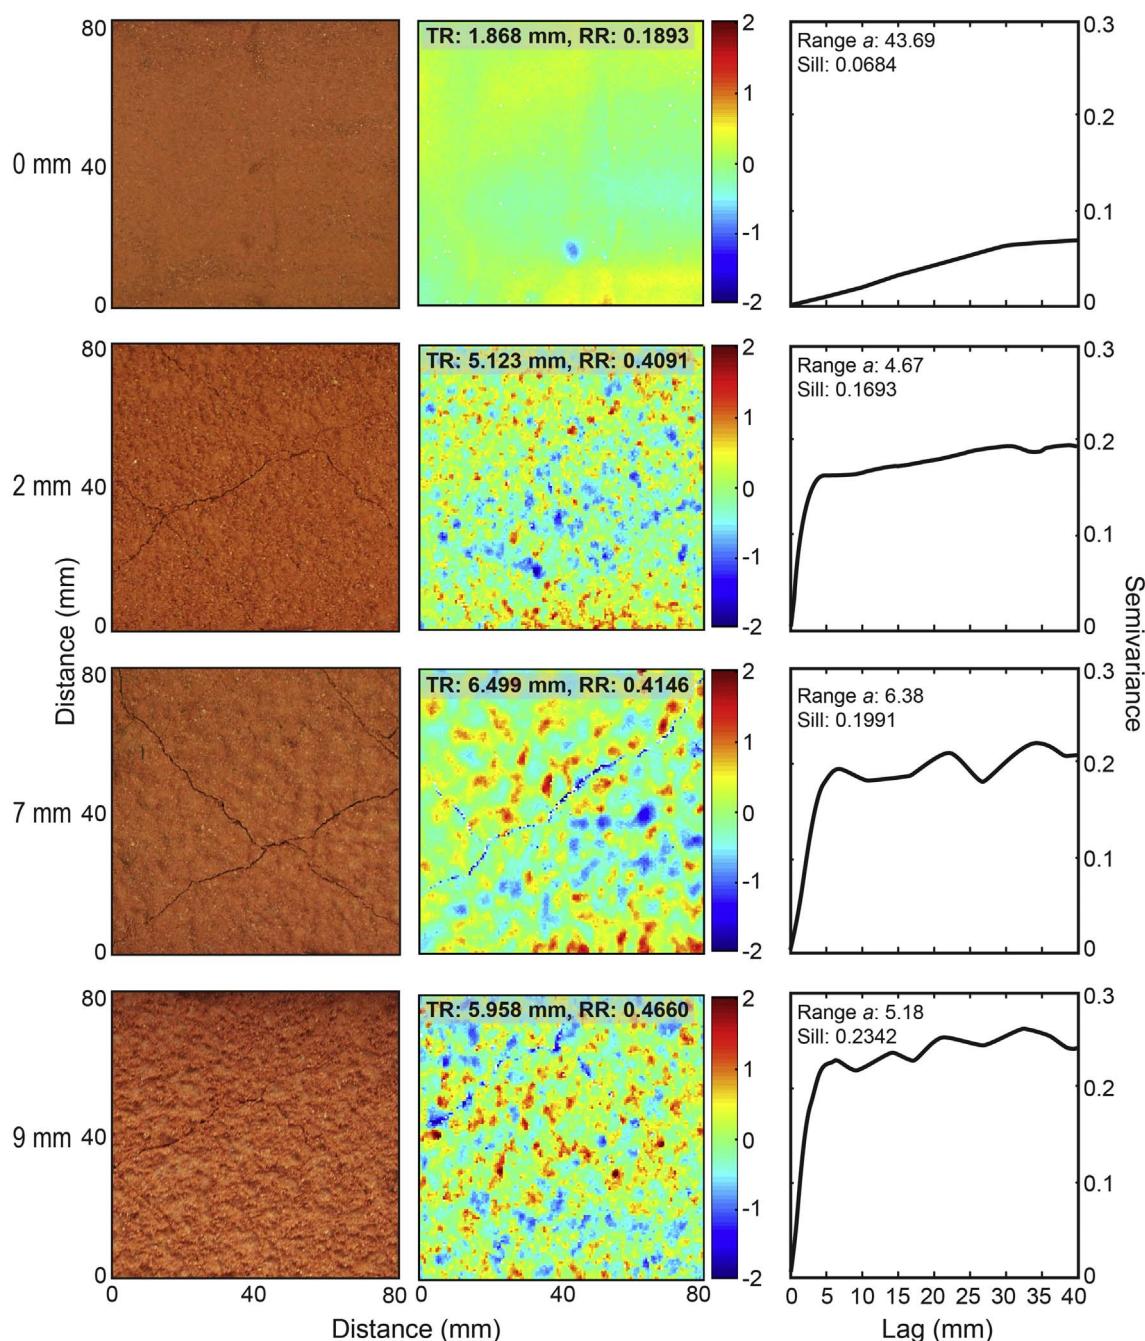 80
40
0
0 mm
TR: 1.868 mm, RR: 0.1893
2
1
0
-1
-2
Range a: 43.69
Sill: 0.0684
0.3
0.2
0.1
0
80
40
0
2 mm
TR: 5.123 mm, RR: 0.4091
2
1
0
-1
-2
Range a: 4.67
Sill: 0.1693
0.3
0.2
0.1
0
Distance (mm)
Semivariance
80
40
0
7 mm
TR: 6.499 mm, RR: 0.4146
2
1
0
-1
-2
Range a: 6.38
Sill: 0.1991
0.3
0.2
0.1
0
80
40
0
9 mm
TR: 5.958 mm, RR: 0.4660
2
1
0
-1
-2
Range a: 5.18
Sill: 0.2342
0.3
0.2
0.1
0
0 40 80
0 40 80
0 5 10 15 20 25 30 35 40
Distance (mm)
Lag (mm)